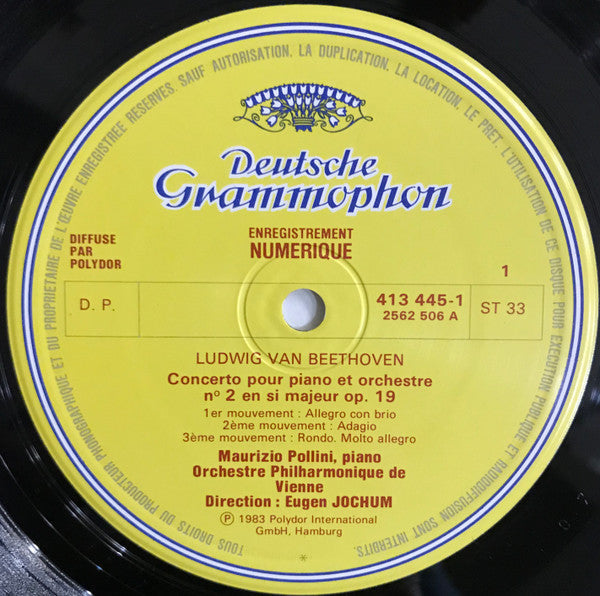 TOUS DROITS DU PRODUCTEUR PHONOGRAPHIQUE ET DU PROPRIETAIRE DE L'ŒUVRE ENREGISTREE RESERVES. SAUF AUTORISATION, LA DUPLICATION, LA LOCATION, LE PRET, L'UTILISATION DE CE DISQUE POUR EXECUTION PUBLIQUE ET RADIODIFFUSION SONT INTERDITS.
Deutsche
Grammophon
ENREGISTREMENT
NUMERIQUE
DIFFUSE
PAR
POLYDOR
1
D. P.
413 445-1
2562 506 A
ST 33
LUDWIG VAN BEETHOVEN
Concerto pour piano et orchestre
nº 2 en si majeur op. 19
1er mouvement : Allegro con brio
2ème mouvement : Adagio
3ème mouvement : Rondo. Molto allegro
Maurizio Pollini, piano
Orchestre Philharmonique de
Vienne
Direction : Eugen JOCHUM
Ⓟ 1983 Polydor International
GmbH, Hamburg
*